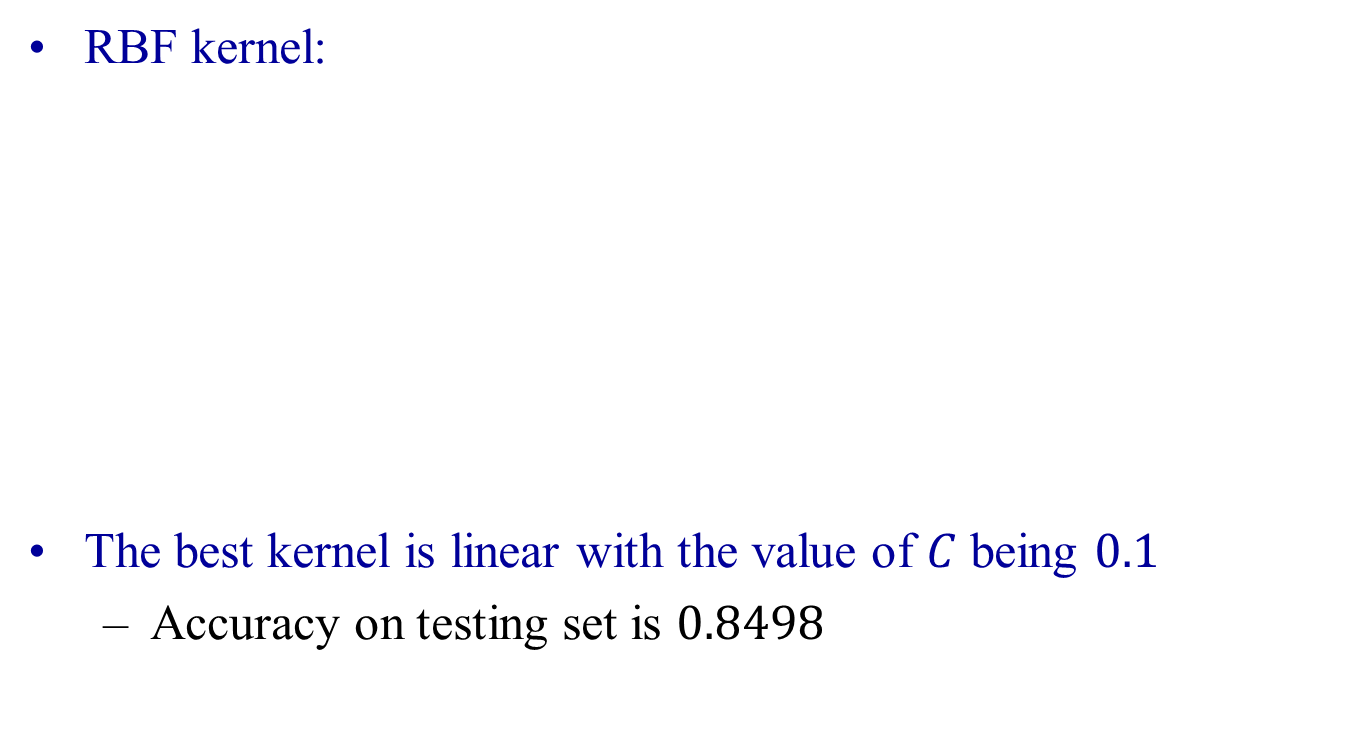 • RBF kernel:
• The best kernel is linear with the value of C being 0.1
– Accuracy on testing set is 0.8498